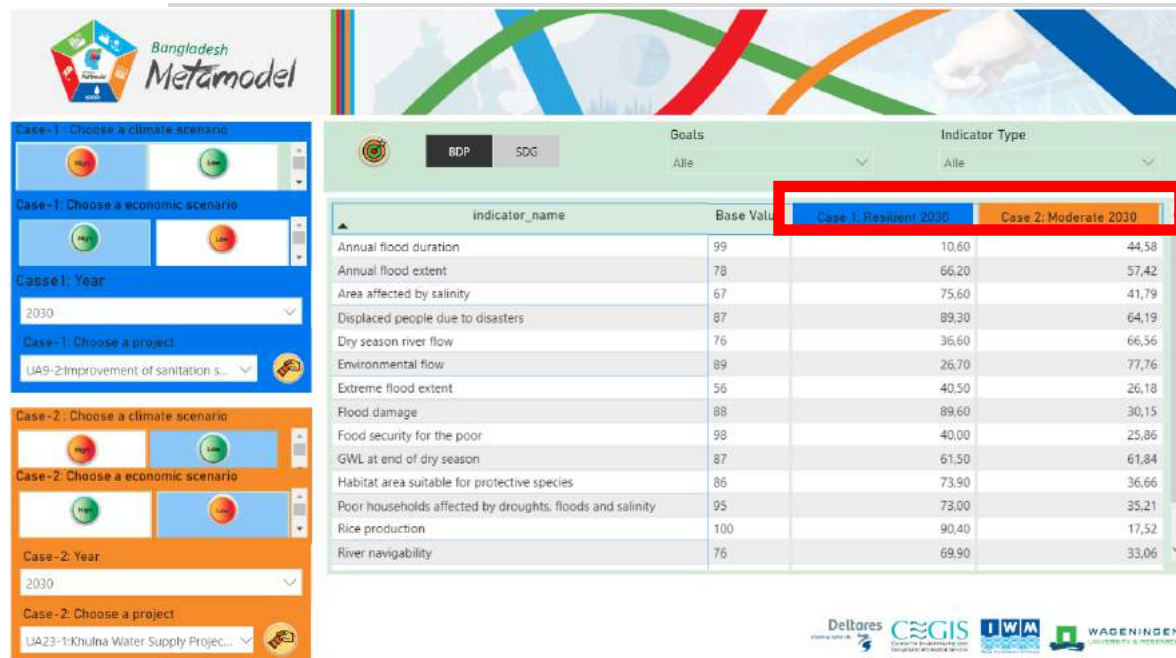 Bangladesh
Metamodel
Case-1 : Choose a climate scenario
High Low
Case-1: Choose a economic scenario
High Low
Casse1: Year
2030
Case-1: Choose a project
UA9-2:Improvement of sanitation s...
Case-2 : Choose a climate scenario
High Low
Case-2: Choose a economic scenario
High Low
Case-2: Year
2030
Case-2: Choose a project
UA23-1:Khulna Water Supply Projec...
BDP SDG
Goals
Alle
Indicator Type
Alle
indicator_name Base Valu Case 1: Resilient 2030 Case 2: Moderate 2030
Annual flood duration 99 10,60 44,58
Annual flood extent 78 66,20 57,42
Area affected by salinity 67 75,60 41,79
Displaced people due to disasters 87 89,30 64,19
Dry season river flow 76 36,60 66,56
Environmental flow 89 26,70 77,76
Extreme flood extent 56 40,50 26,18
Flood damage 88 89,60 30,15
Food security for the poor 98 40,00 25,86
GWL at end of dry season 87 61,50 61,84
Habitat area suitable for protective species 86 73,90 36,66
Poor households affected by droughts, floods and salinity 95 73,00 35,21
Rice production 100 90,40 17,52
River navigability 76 69,90 33,06
Deltares
CEGIS
IWM
WAGENINGEN